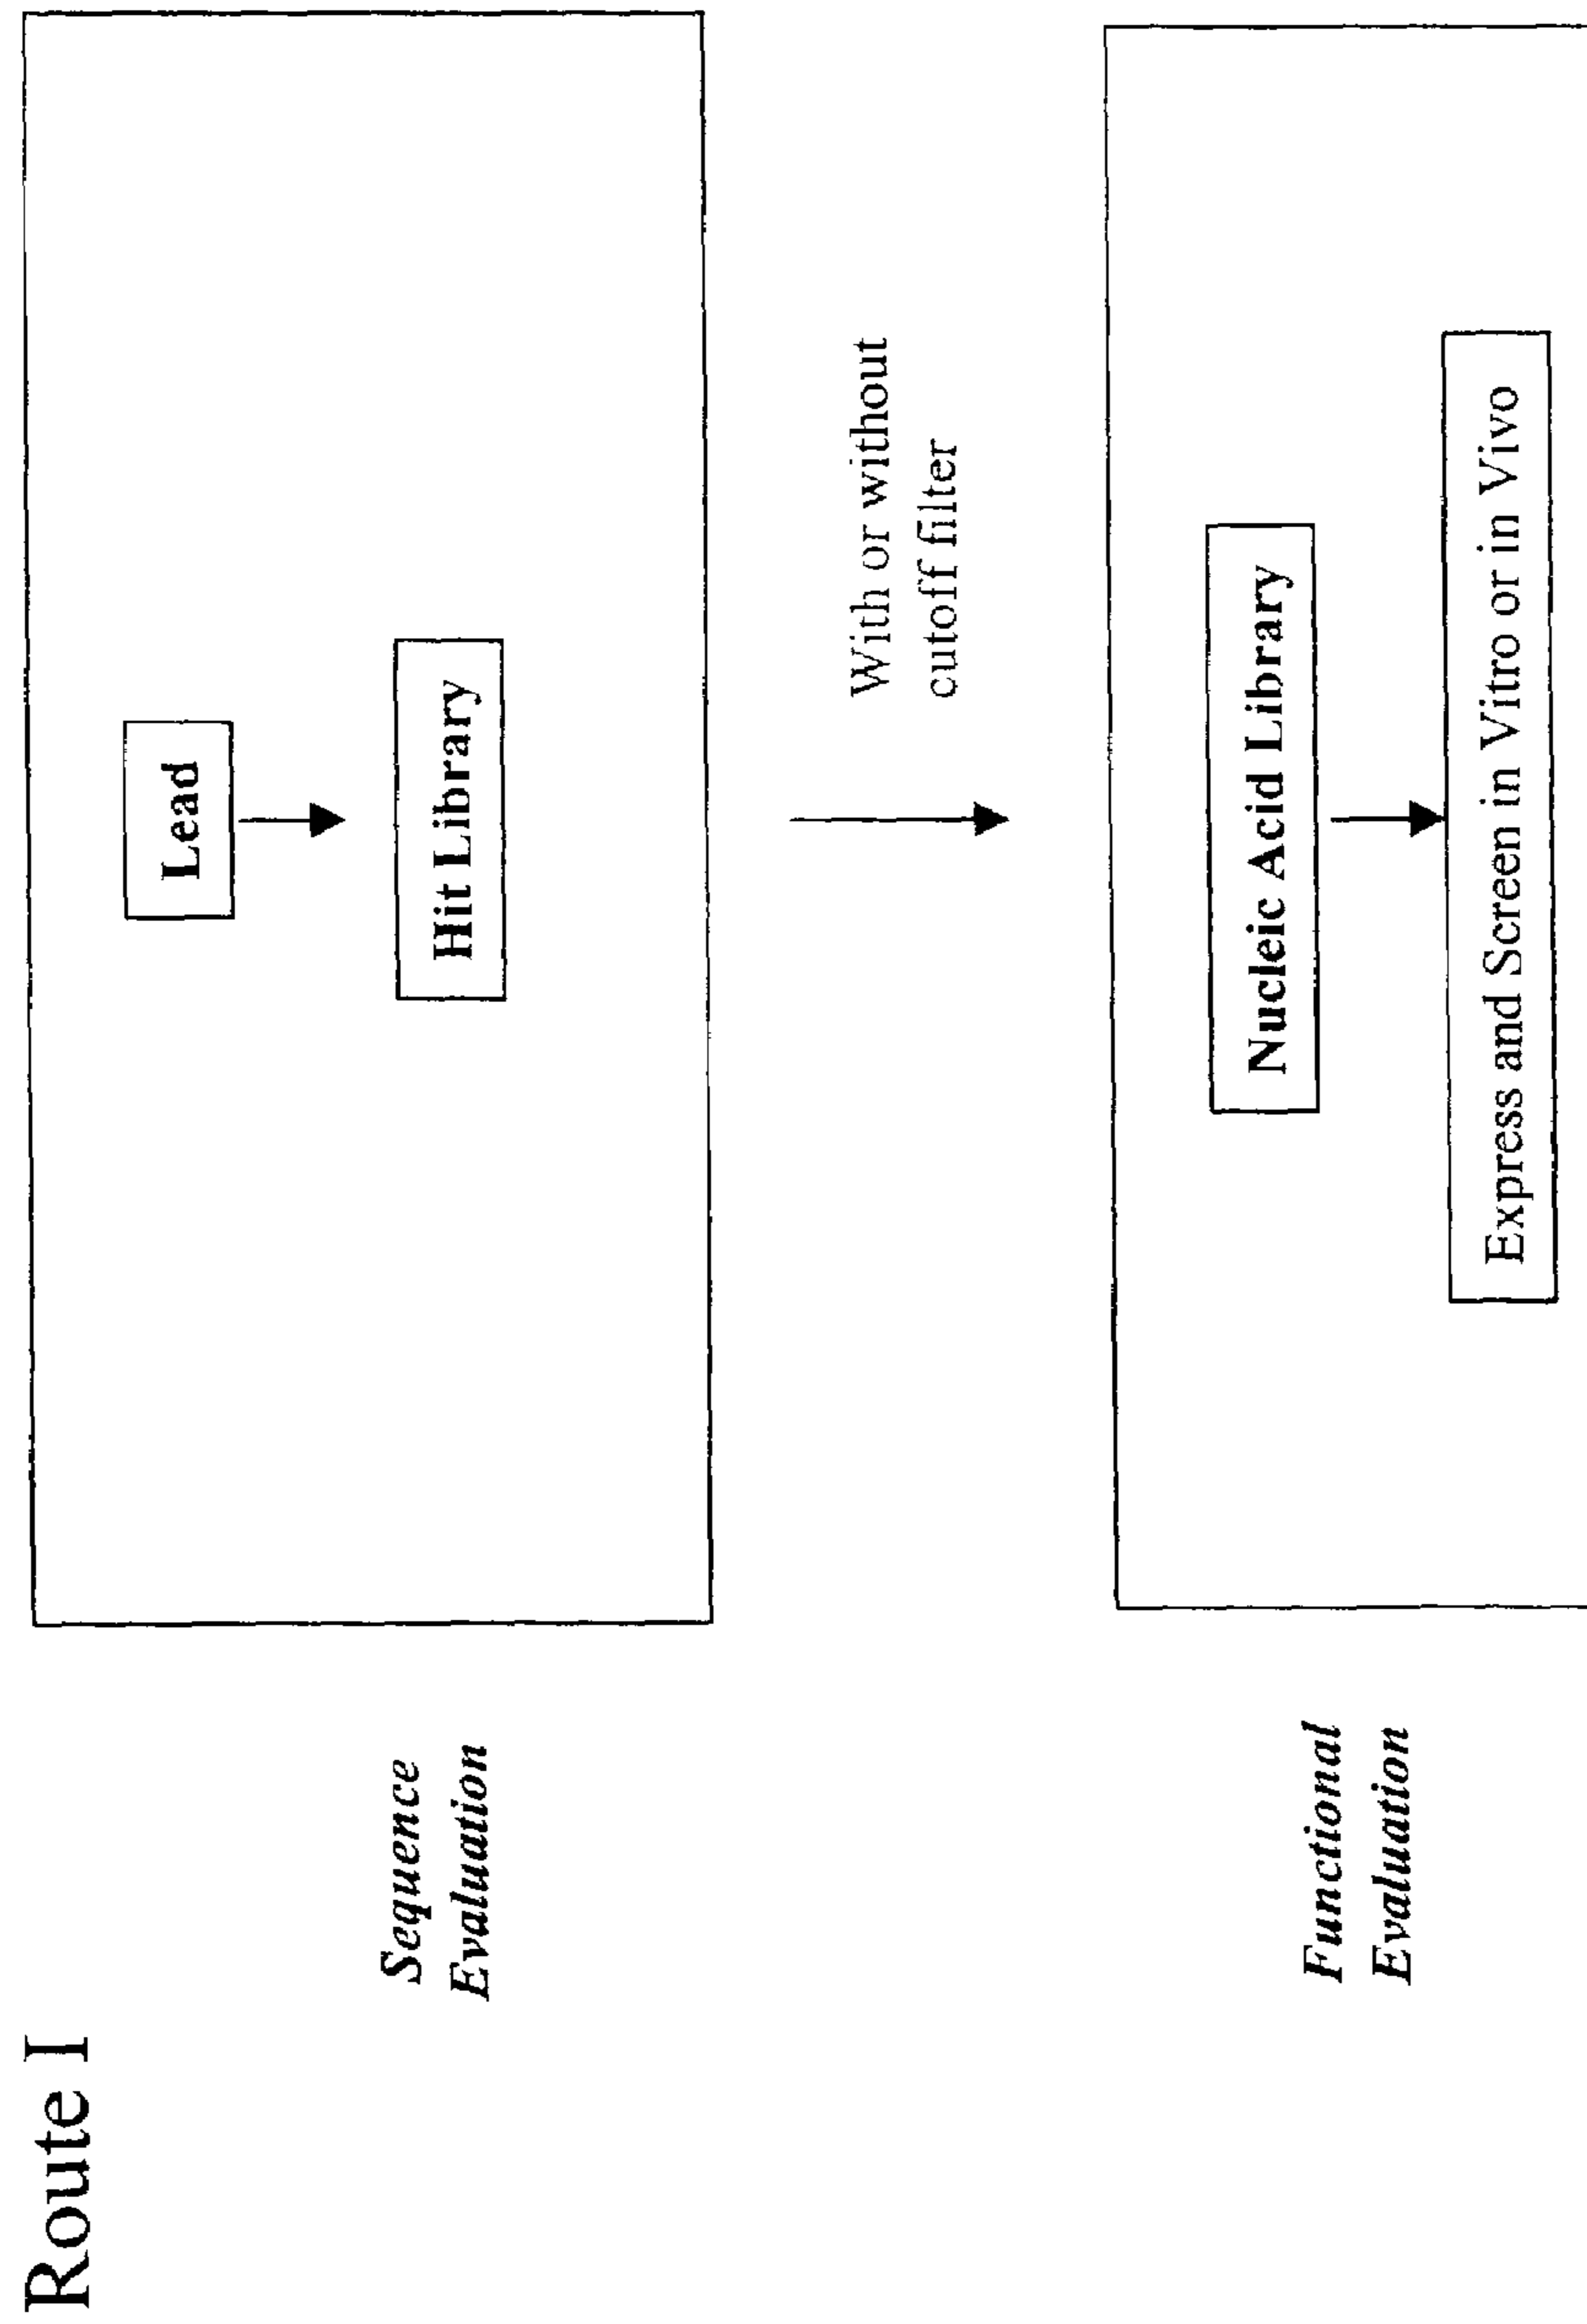 Route I
Sequence
Evaluation
Lead
Hit Library
With or without
cutoff filter
Functional
Evaluation
Nucleic Acid Library
Express and Screen in Vitro or in Vivo